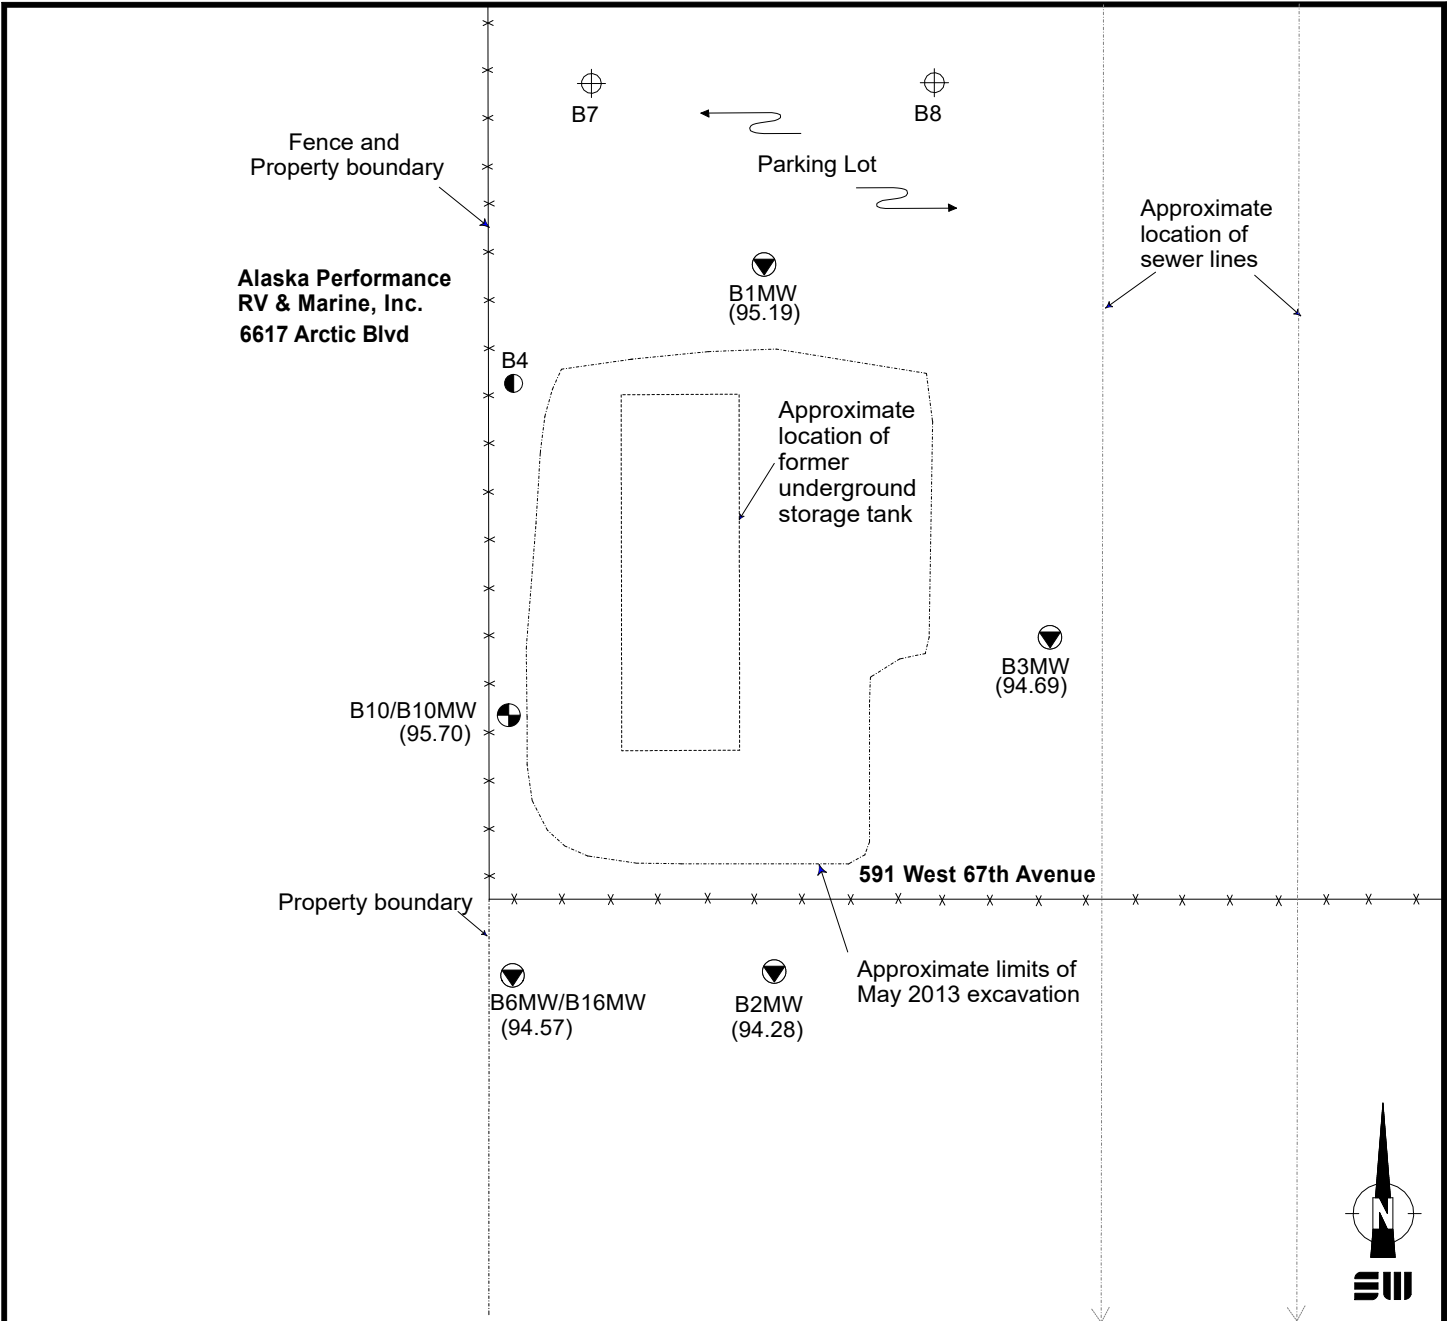 B7
B8
Fence and
Property boundary
Parking Lot
Approximate
location of
sewer lines
Alaska Performance
RV & Marine, Inc.
6617 Arctic Blvd
B1MW
(95.19)
B4
Approximate
location of
former
underground
storage tank
B3MW
(94.69)
B10/B10MW
(95.70)
591 West 67th Avenue
Property boundary
Approximate limits of
May 2013 excavation
B6MW/B16MW
(94.57)
B2MW
(94.28)
N
SW